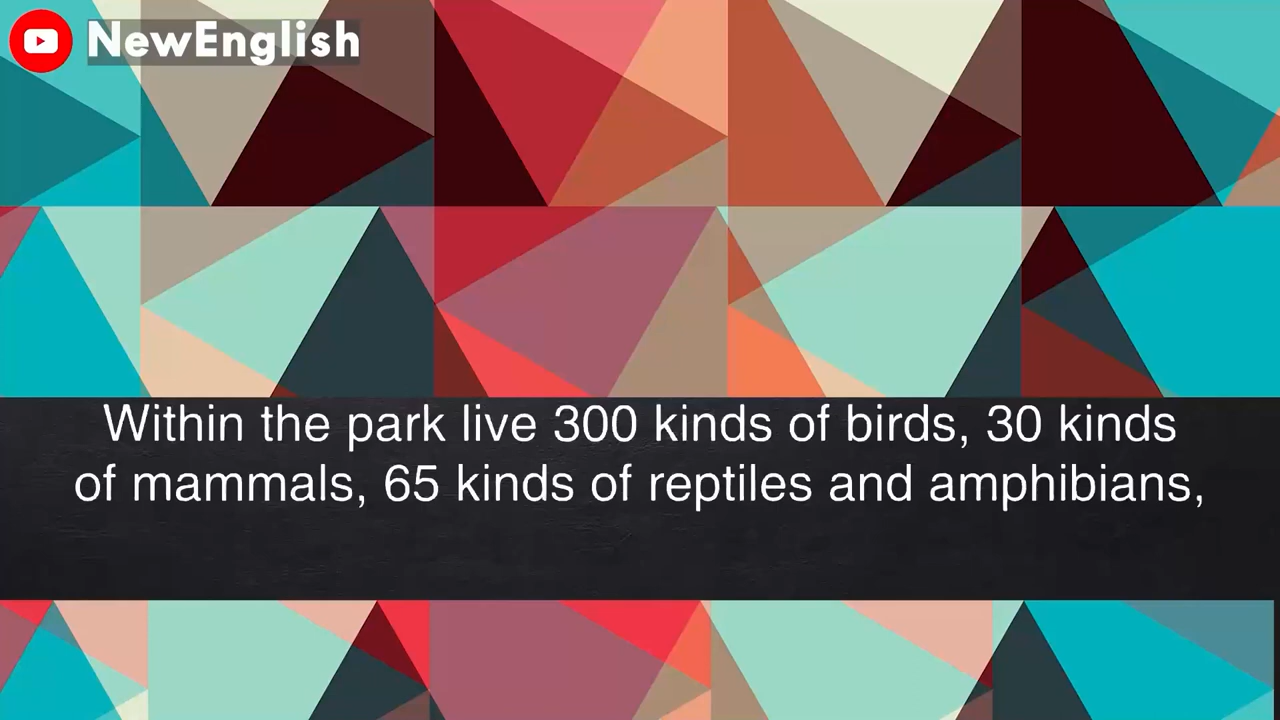 NewEnglish
Within the park live 300 kinds of birds, 30 kinds
of mammals, 65 kinds of reptiles and amphibians,